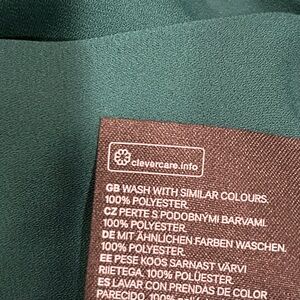 clevercare.info
GB WASH WITH SIMILAR COLOURS.
100% POLYESTER.
CZ PERTE S PODOBNÝMI BARVAMI.
100% POLYESTER.
DE MIT ÄHNLICHEN FARBEN WASCHEN.
100% POLYESTER.
EE PESE KOOS SARNAST VÄRVI
RIIETEGA. 100% POLÜESTER.
ES LAVAR CON PRENDAS DE COLOR
PARECIDO. 100%